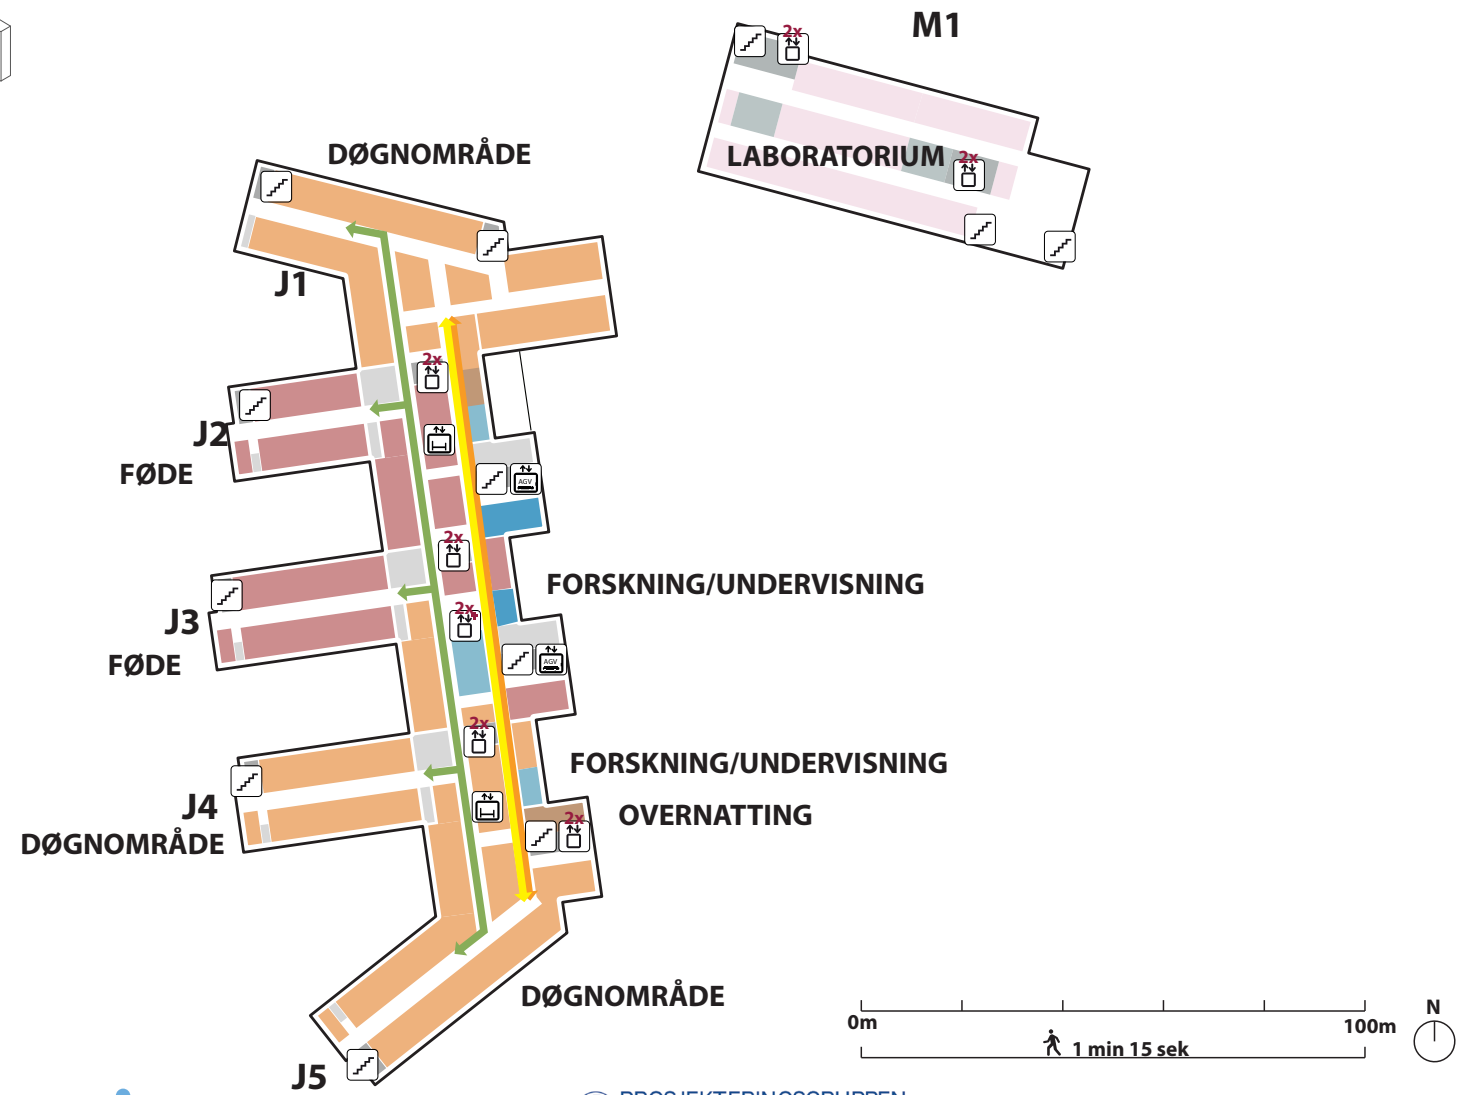 M1
2x
DØGNOMRÅDE
LABORATORIUM
2x
J1
2x
J2
FØDE
AGV
2x
FORSKNING/UNDERVISNING
2x
J3
FØDE
AGV
2x
FORSKNING/UNDERVISNING
J4
OVERNATTING
2x
DØGNOMRÅDE
DØGNOMRÅDE
N
0m
100m
1 min 15 sek
J5
PROSJEKTERINGSGRUPPEN